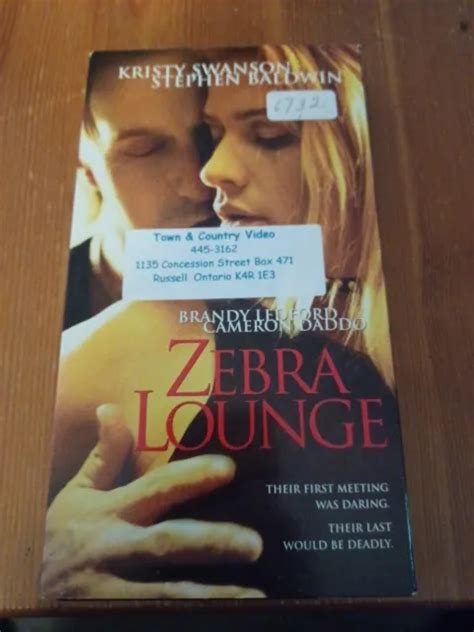 KRISTY SWANSON
STEPHEN BALDWIN
6732
Town & Country Video
445-3162
1135 Concession Street Box 471
Russell Ontario K4R 1E3
BRANDY LEDFORD
CAMERON DADDO
ZEBRA
LOUNGE
THEIR FIRST MEETING
WAS DARING.
THEIR LAST
WOULD BE DEADLY.